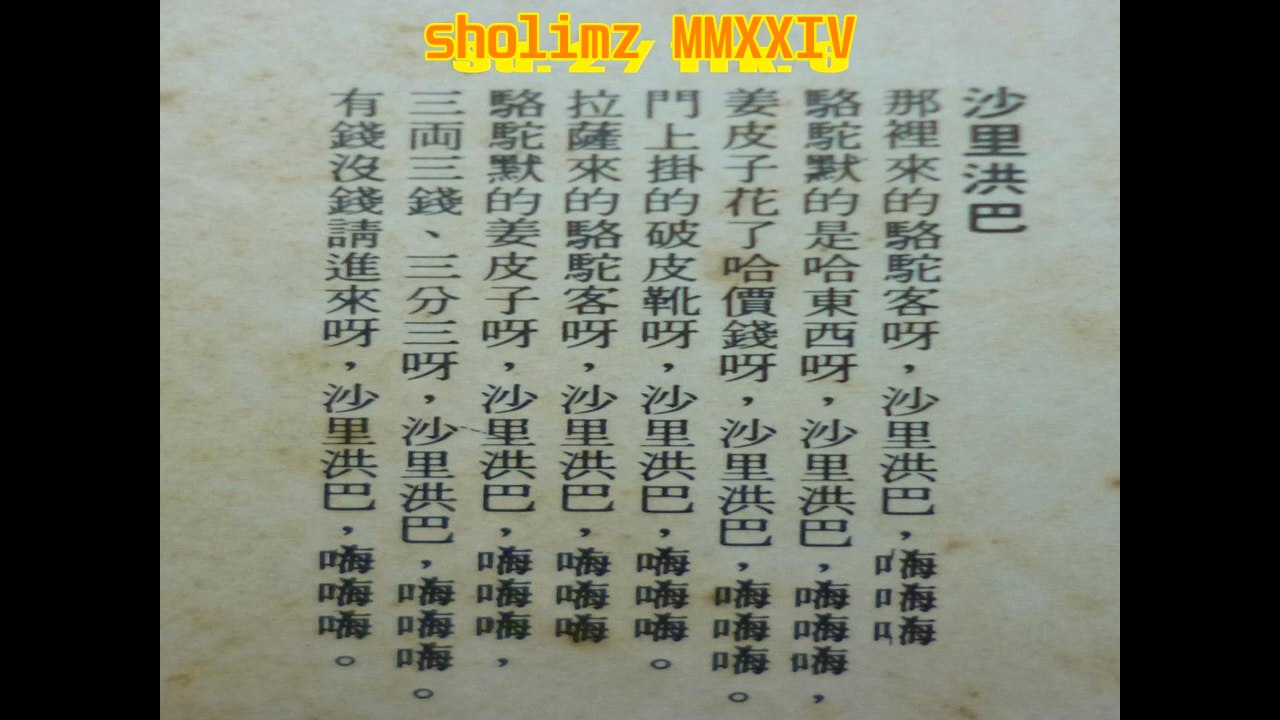 sholimz MMXXIV
沙里洪巴
那裡來的駱駝客呀，沙里洪巴，嗨嗨嗨
駱駝默的是哈東西呀，沙里洪巴，嗨嗨嗨，
姜皮子花了哈價錢呀，沙里洪巴，嗨嗨嗨。
門上掛的破皮靴呀，沙里洪巴，嗨嗨嗨。
拉薩來的駱駝客呀，沙里洪巴，嗨嗨嗨
駱駝默的姜皮子呀，沙里洪巴，嗨嗨嗨，
三両三錢、三分三呀，沙里洪巴，嗨嗨嗨。
有錢沒錢請進來呀，沙里洪巴，嗨嗨嗨。